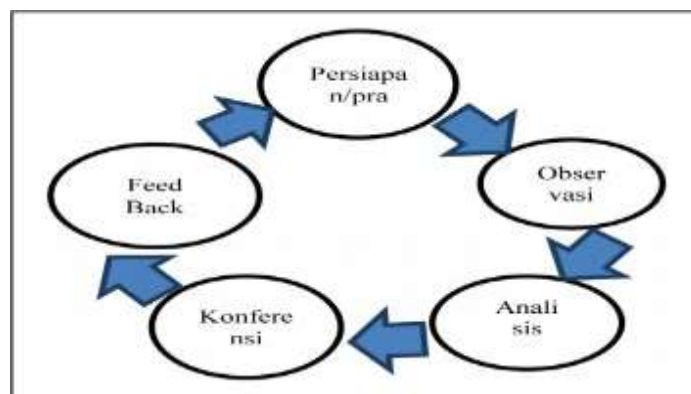 Persiapa
n/pra
Obser
vasi
Anali
sis
Konfere
nsi
Feed
Back